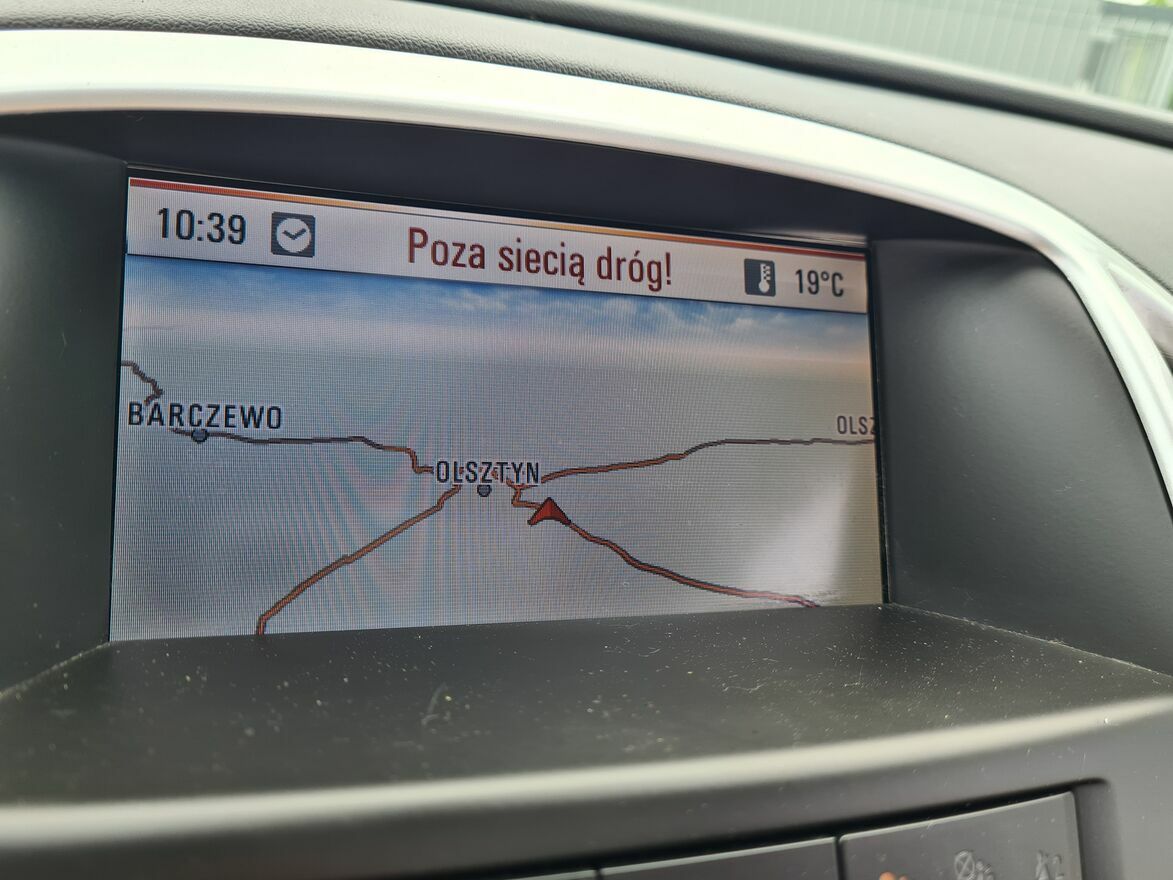 10:39
Poza siecią dróg!
19°C
BARCZEWO
OLSZ
OLSZTYN